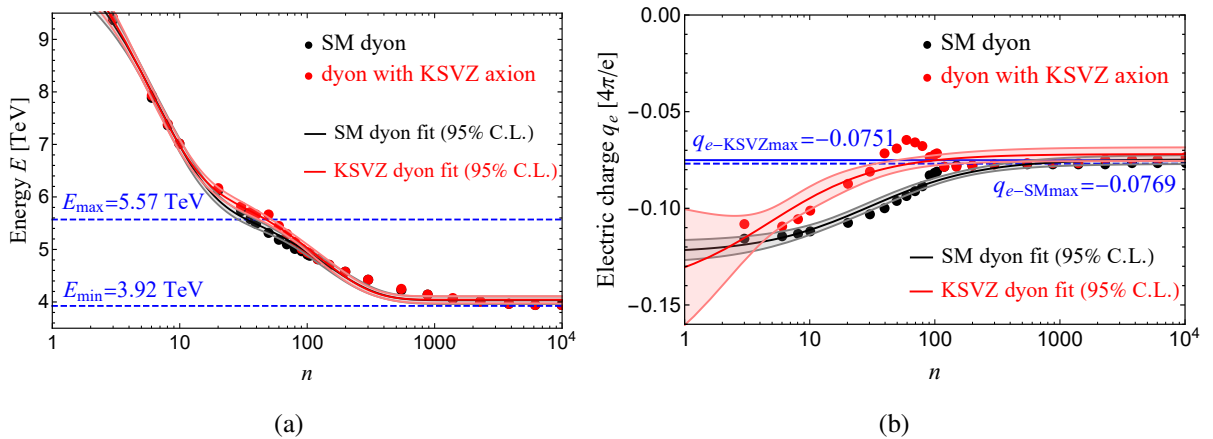 SM dyon
dyon with KSVZ axion
SM dyon fit (95% C.L.)
KSVZ dyon fit (95% C.L.)
E_max=5.57 TeV
E_min=3.92 TeV
Energy E [TeV]
9
8
7
6
5
4
1 10 100 1000 10^4
n
(a)
SM dyon
dyon with KSVZ axion
q_e-KSVZmax=-0.0751
q_e-SMmax=-0.0769
SM dyon fit (95% C.L.)
KSVZ dyon fit (95% C.L.)
Electric charge q_e [4π/e]
0.00
-0.05
-0.10
-0.15
1 10 100 1000 10^4
n
(b)